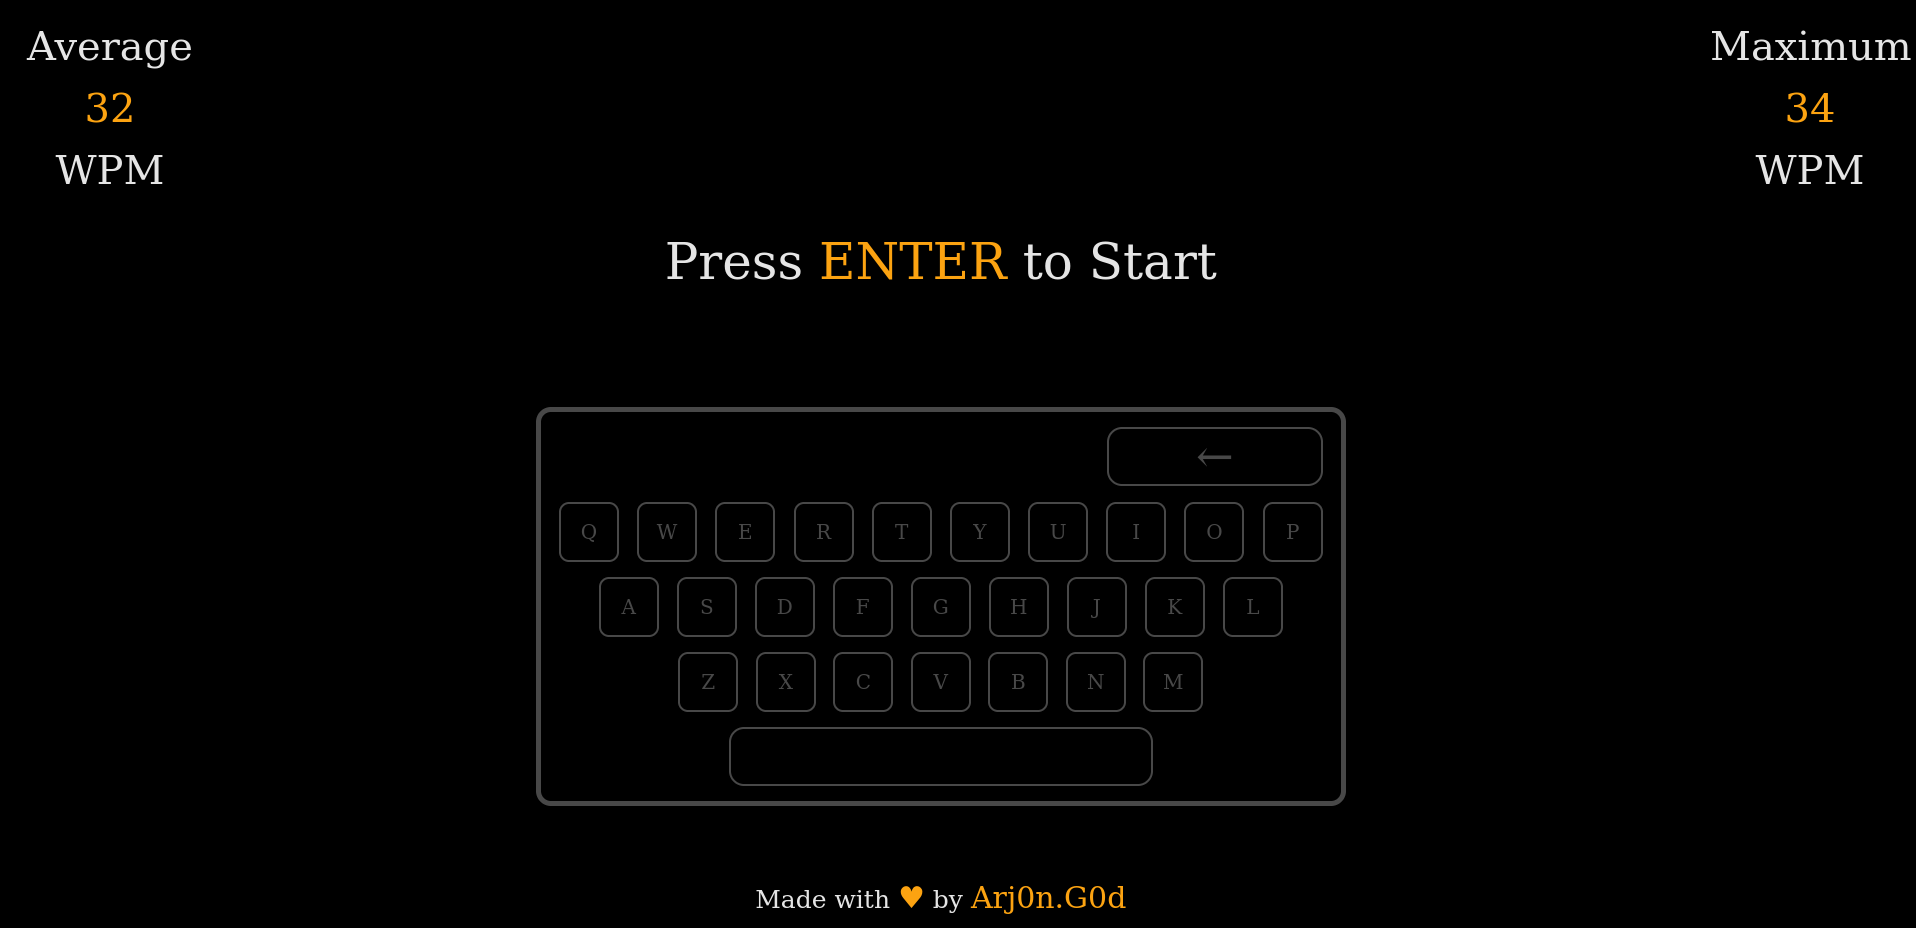 Average
32
WPM
Maximum
34
WPM
Press ENTER to Start
←
Q W E R T Y U I O P
A S D F G H J K L
Z X C V B N M
Made with ♥ by Arj0n.G0d